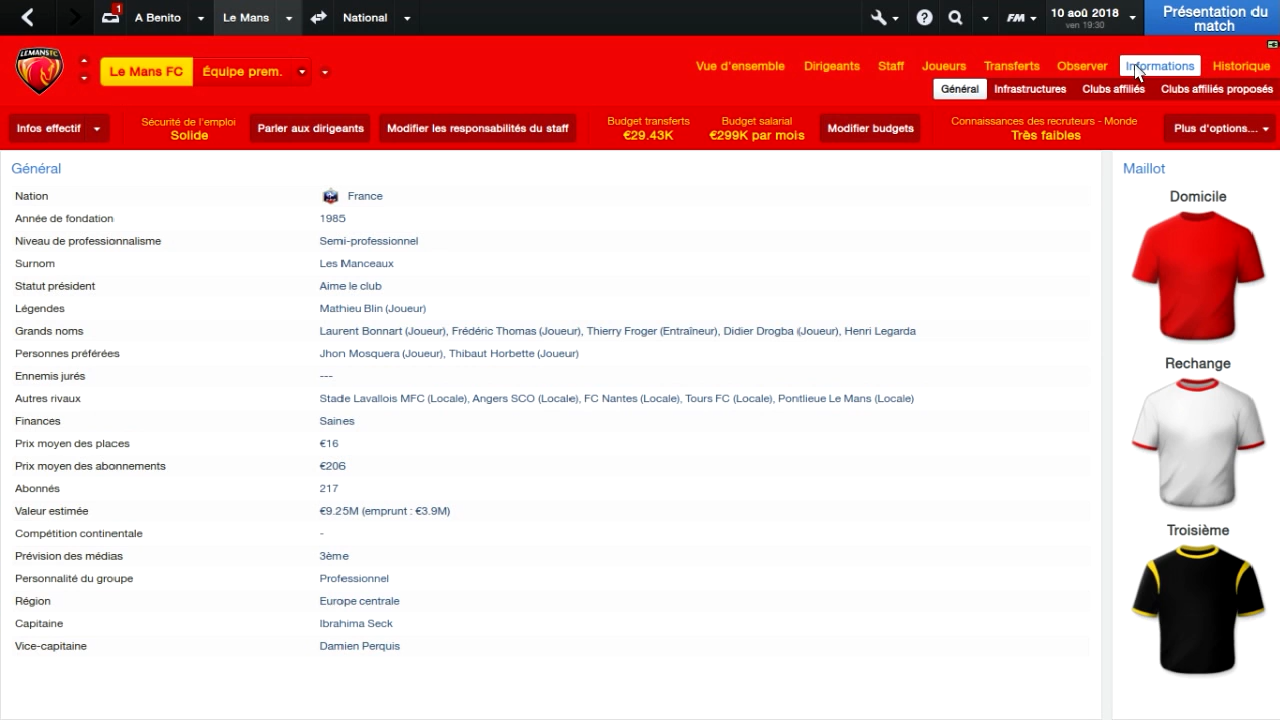 1
A Benito
Le Mans
National
FM
10 aoû 2018
ven 19:30
Présentation du
match
LEMANS FC
Le Mans FC
Équipe prem.
Vue d'ensemble
Dirigeants
Staff
Joueurs
Transferts
Observer
Informations
Historique
Général
Infrastructures
Clubs affiliés
Clubs affiliés proposés
Infos effectif
Sécurité de l'emploi
Solide
Parler aux dirigeants
Modifier les responsabilités du staff
Budget transferts
€29.43K
Budget salarial
€299K par mois
Modifier budgets
Connaissances des recruteurs - Monde
Très faibles
Plus d'options...
Général
Nation France
Année de fondation 1985
Niveau de professionnalisme Semi-professionnel
Surnom Les Manceaux
Statut président Aime le club
Légendes Mathieu Blin (Joueur)
Grands noms Laurent Bonnart (Joueur), Frédéric Thomas (Joueur), Thierry Froger (Entraîneur), Didier Drogba (Joueur), Henri Legarda
Personnes préférées Jhon Mosquera (Joueur), Thibaut Horbette (Joueur)
Ennemis jurés ---
Autres rivaux Stade Lavallois MFC (Locale), Angers SCO (Locale), FC Nantes (Locale), Tours FC (Locale), Pontlieue Le Mans (Locale)
Finances Saines
Prix moyen des places €16
Prix moyen des abonnements €206
Abonnés 217
Valeur estimée €9.25M (emprunt : €3.9M)
Compétition continentale -
Prévision des médias 3ème
Personnalité du groupe Professionnel
Région Europe centrale
Capitaine Ibrahima Seck
Vice-capitaine Damien Perquis
Maillot
Domicile
Rechange
Troisième